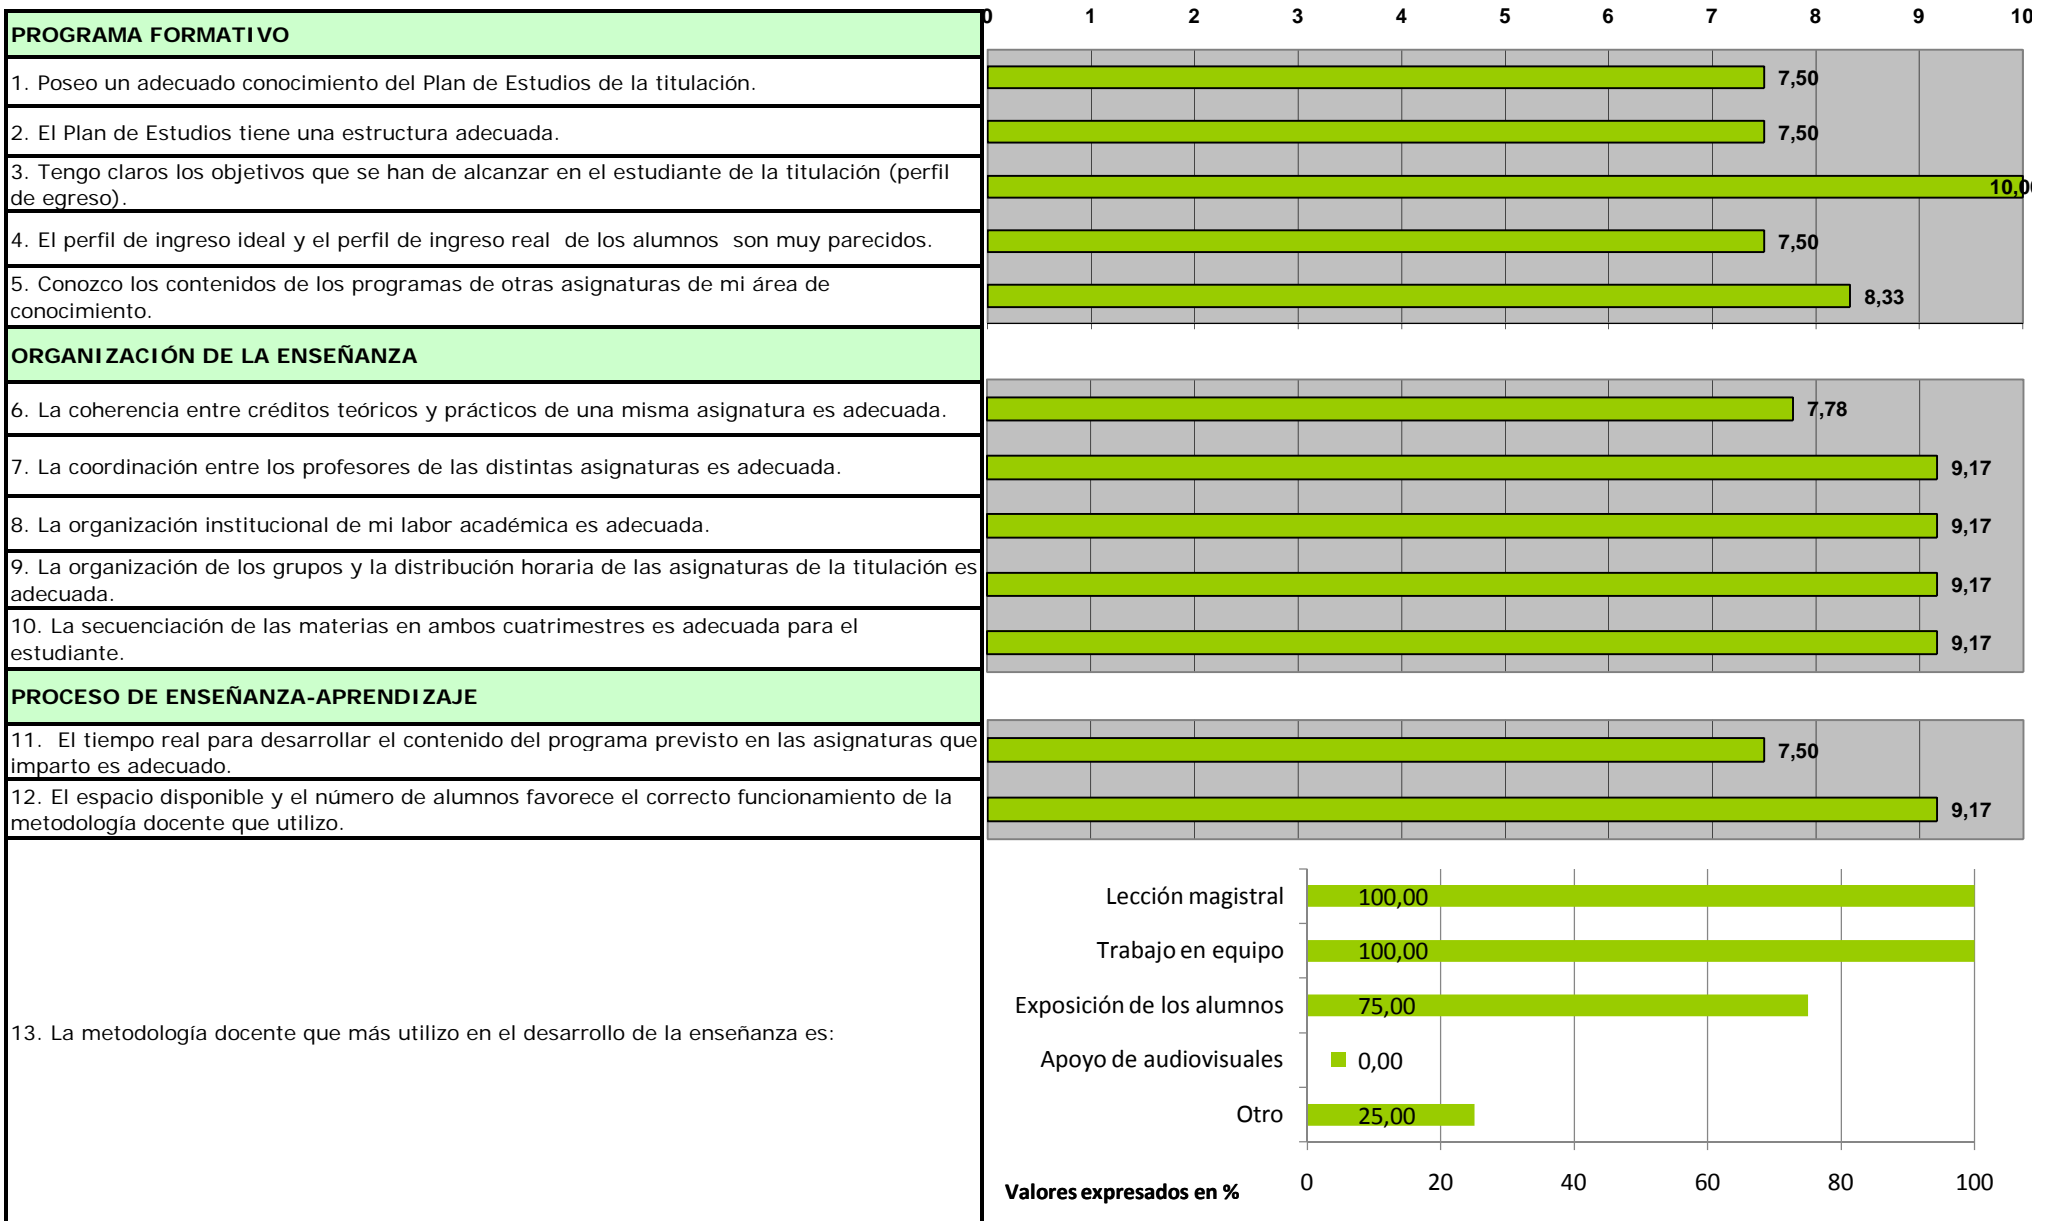 0 1 2 3 4 5 6 7 8 9 10
PROGRAMA FORMATIVO
1. Poseo un adecuado conocimiento del Plan de Estudios de la titulación.
7,50
2. El Plan de Estudios tiene una estructura adecuada.
7,50
3. Tengo claros los objetivos que se han de alcanzar en el estudiante de la titulación (perfil
de egreso).
10,00
4. El perfil de ingreso ideal y el perfil de ingreso real de los alumnos son muy parecidos.
7,50
5. Conozco los contenidos de los programas de otras asignaturas de mi área de
conocimiento.
8,33
ORGANIZACIÓN DE LA ENSEÑANZA
6. La coherencia entre créditos teóricos y prácticos de una misma asignatura es adecuada.
7,78
7. La coordinación entre los profesores de las distintas asignaturas es adecuada.
9,17
8. La organización institucional de mi labor académica es adecuada.
9,17
9. La organización de los grupos y la distribución horaria de las asignaturas de la titulación es
adecuada.
9,17
10. La secuenciación de las materias en ambos cuatrimestres es adecuada para el
estudiante.
9,17
PROCESO DE ENSEÑANZA-APRENDIZAJE
11. El tiempo real para desarrollar el contenido del programa previsto en las asignaturas que
imparto es adecuado.
7,50
12. El espacio disponible y el número de alumnos favorece el correcto funcionamiento de la
metodología docente que utilizo.
9,17
13. La metodología docente que más utilizo en el desarrollo de la enseñanza es:
Lección magistral 100,00
Trabajo en equipo 100,00
Exposición de los alumnos 75,00
Apoyo de audiovisuales 0,00
Otro 25,00
0 20 40 60 80 100
Valores expresados en %